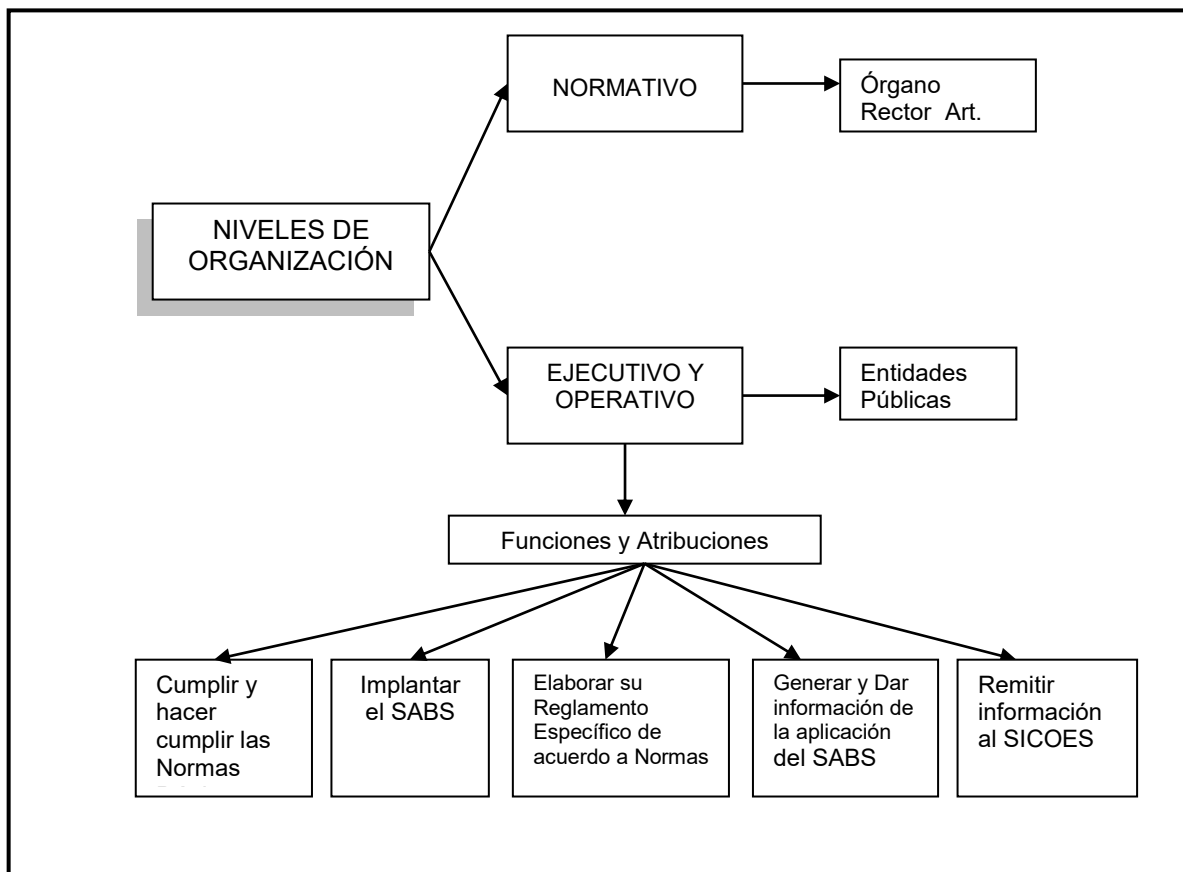 NORMATIVO
Órgano
Rector Art.
NIVELES DE
ORGANIZACIÓN
EJECUTIVO Y
OPERATIVO
Entidades
Públicas
Funciones y Atribuciones
Cumplir y
hacer
cumplir las
Normas
Implantar
el SABS
Elaborar su
Reglamento
Específico de
acuerdo a Normas
Generar y Dar
información de
la aplicación
del SABS
Remitir
información
al SICOES